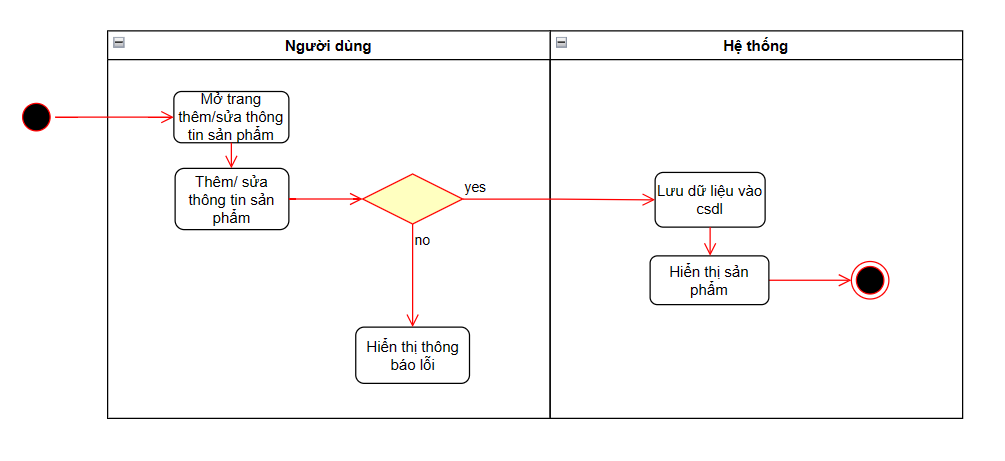 Người dùng
Hệ thống
Mở trang
thêm/sửa thông
tin sản phẩm
Thêm/ sửa
thông tin sản
phẩm
yes
no
Lưu dữ liệu vào
csdl
Hiển thị sản
phẩm
Hiển thị thông
báo lỗi